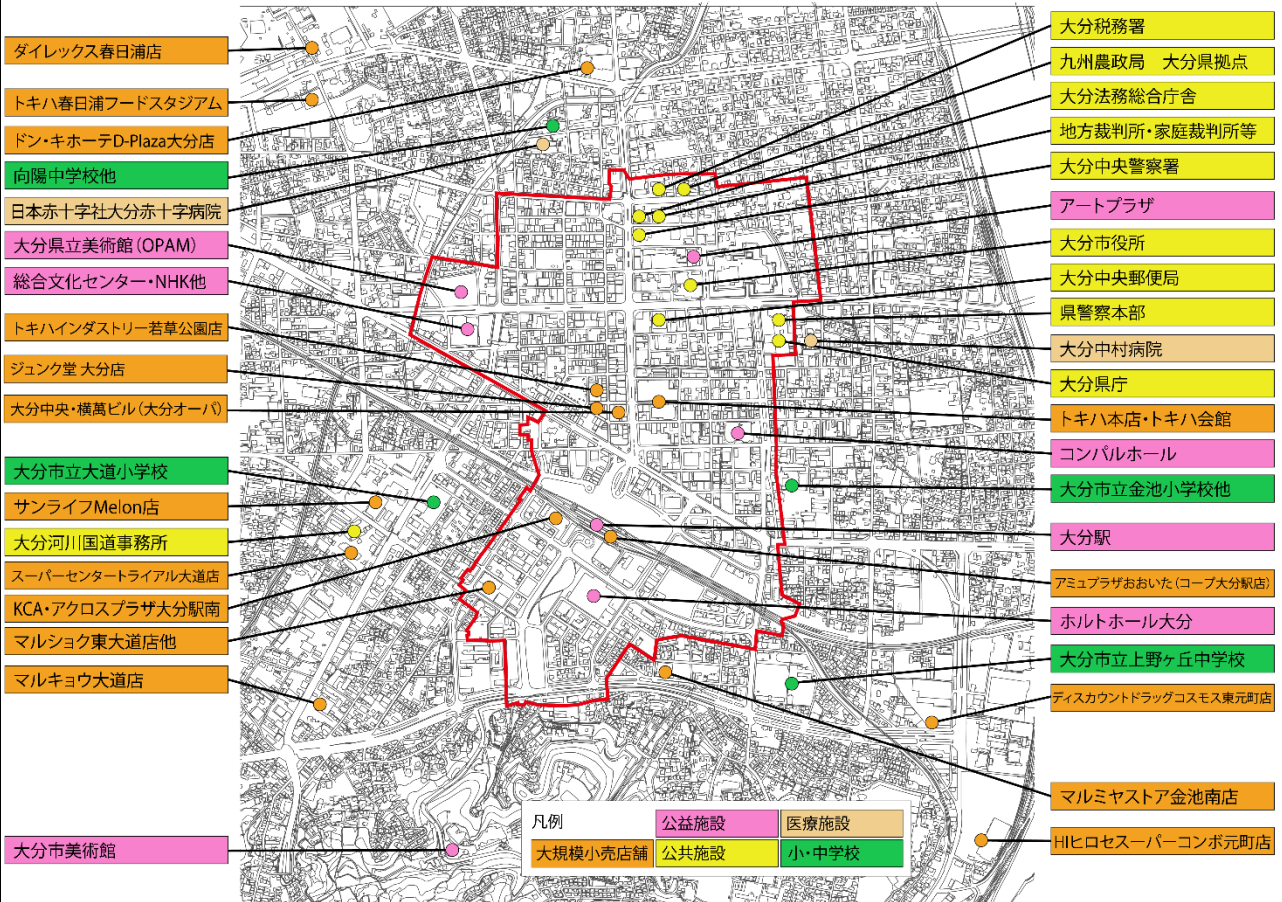 ダイレックス春日浦店
トキハ春日浦フードスタジアム
ドン・キホーテD-Plaza大分店
向陽中学校他
日本赤十字社大分赤十字病院
大分県立美術館（OPAM）
総合文化センター・NHK他
トキハインダストリー若草公園店
ジュンク堂 大分店
大分中央・横萬ビル（大分オーパ）
大分市立大道小学校
サンライフMelon店
大分河川国道事務所
スーパーセンタートライアル大道店
KCA・アクロスプラザ大分駅南
マルショク東大道店他
マルキョウ大道店
大分市美術館
大分税務署
九州農政局　大分県拠点
大分法務総合庁舎
地方裁判所・家庭裁判所等
大分中央警察署
アートプラザ
大分市役所
大分中央郵便局
県警察本部
大分中村病院
大分県庁
トキハ本店・トキハ会館
コンパルホール
大分市立金池小学校他
大分駅
アミュプラザおおいた（コープ大分駅店）
ホルトホール大分
大分市立上野ヶ丘中学校
ディスカウントドラッグコスモス東元町店
マルミヤストア金池南店
HIヒロセスーパーコンボ元町店
凡例
公益施設
医療施設
大規模小売店舗
公共施設
小・中学校